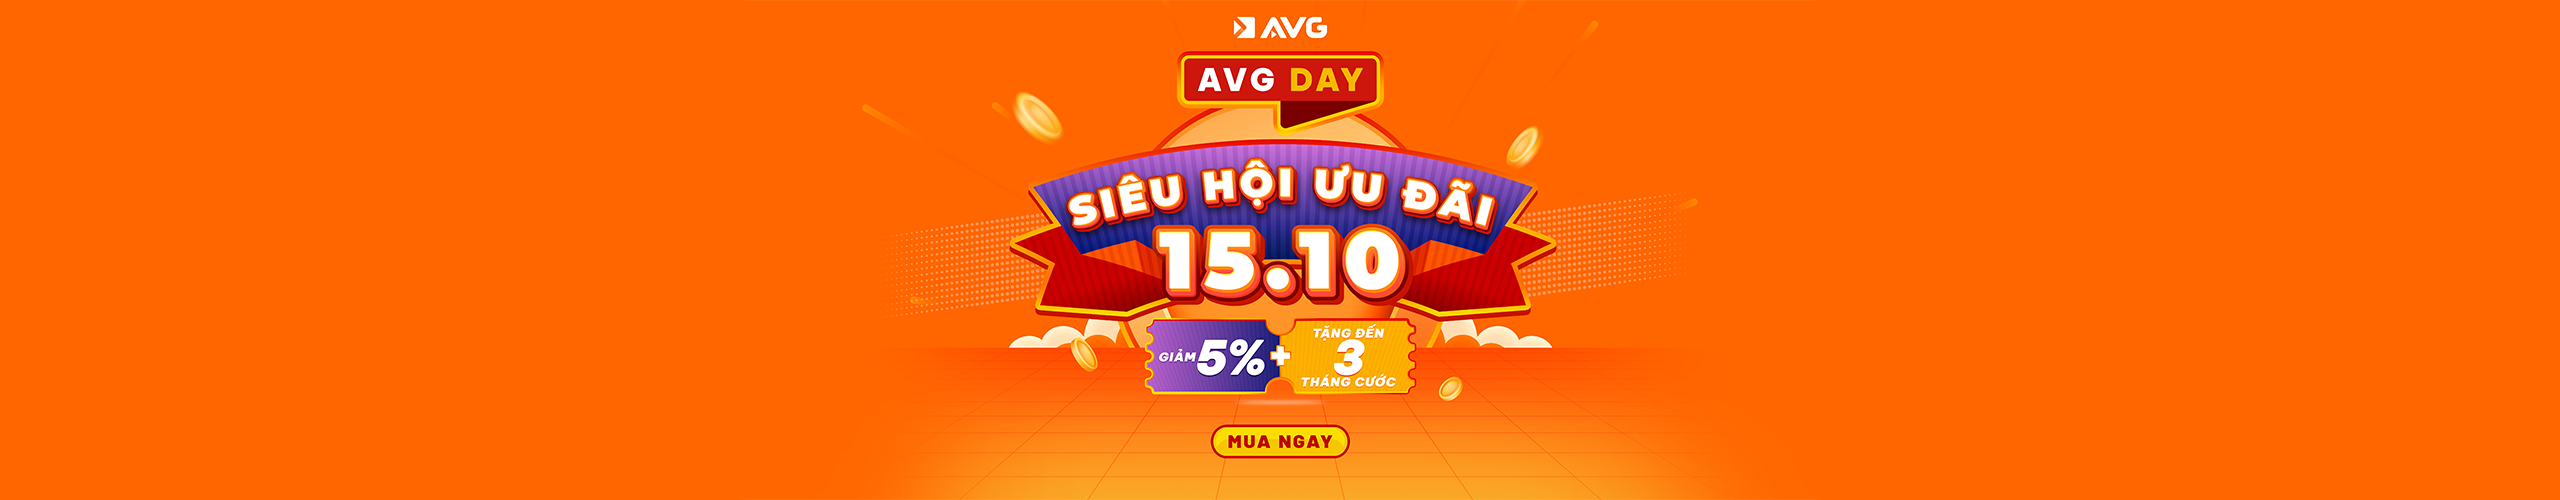 AVG
AVG DAY
SIÊU HỘI ƯU ĐÃI
15.10
GIẢM 5% + TẶNG ĐẾN
3
THÁNG CƯỚC
MUA NGAY